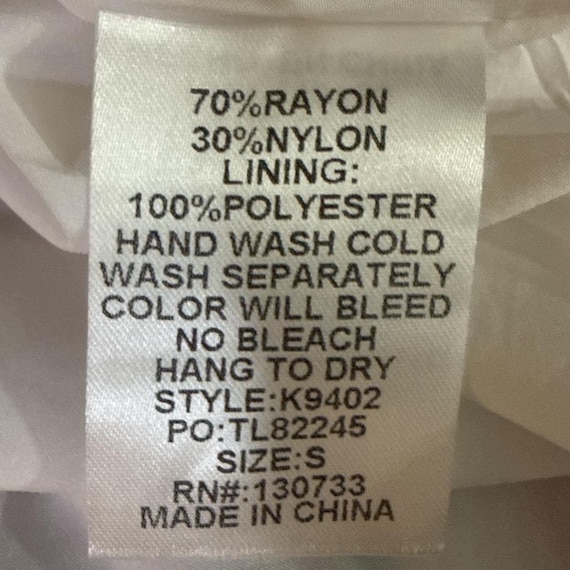 70%RAYON
30%NYLON
LINING:
100%POLYESTER
HAND WASH COLD
WASH SEPARATELY
COLOR WILL BLEED
NO BLEACH
HANG TO DRY
STYLE:K9402
PO:TL82245
SIZE:S
RN#:130733
MADE IN CHINA